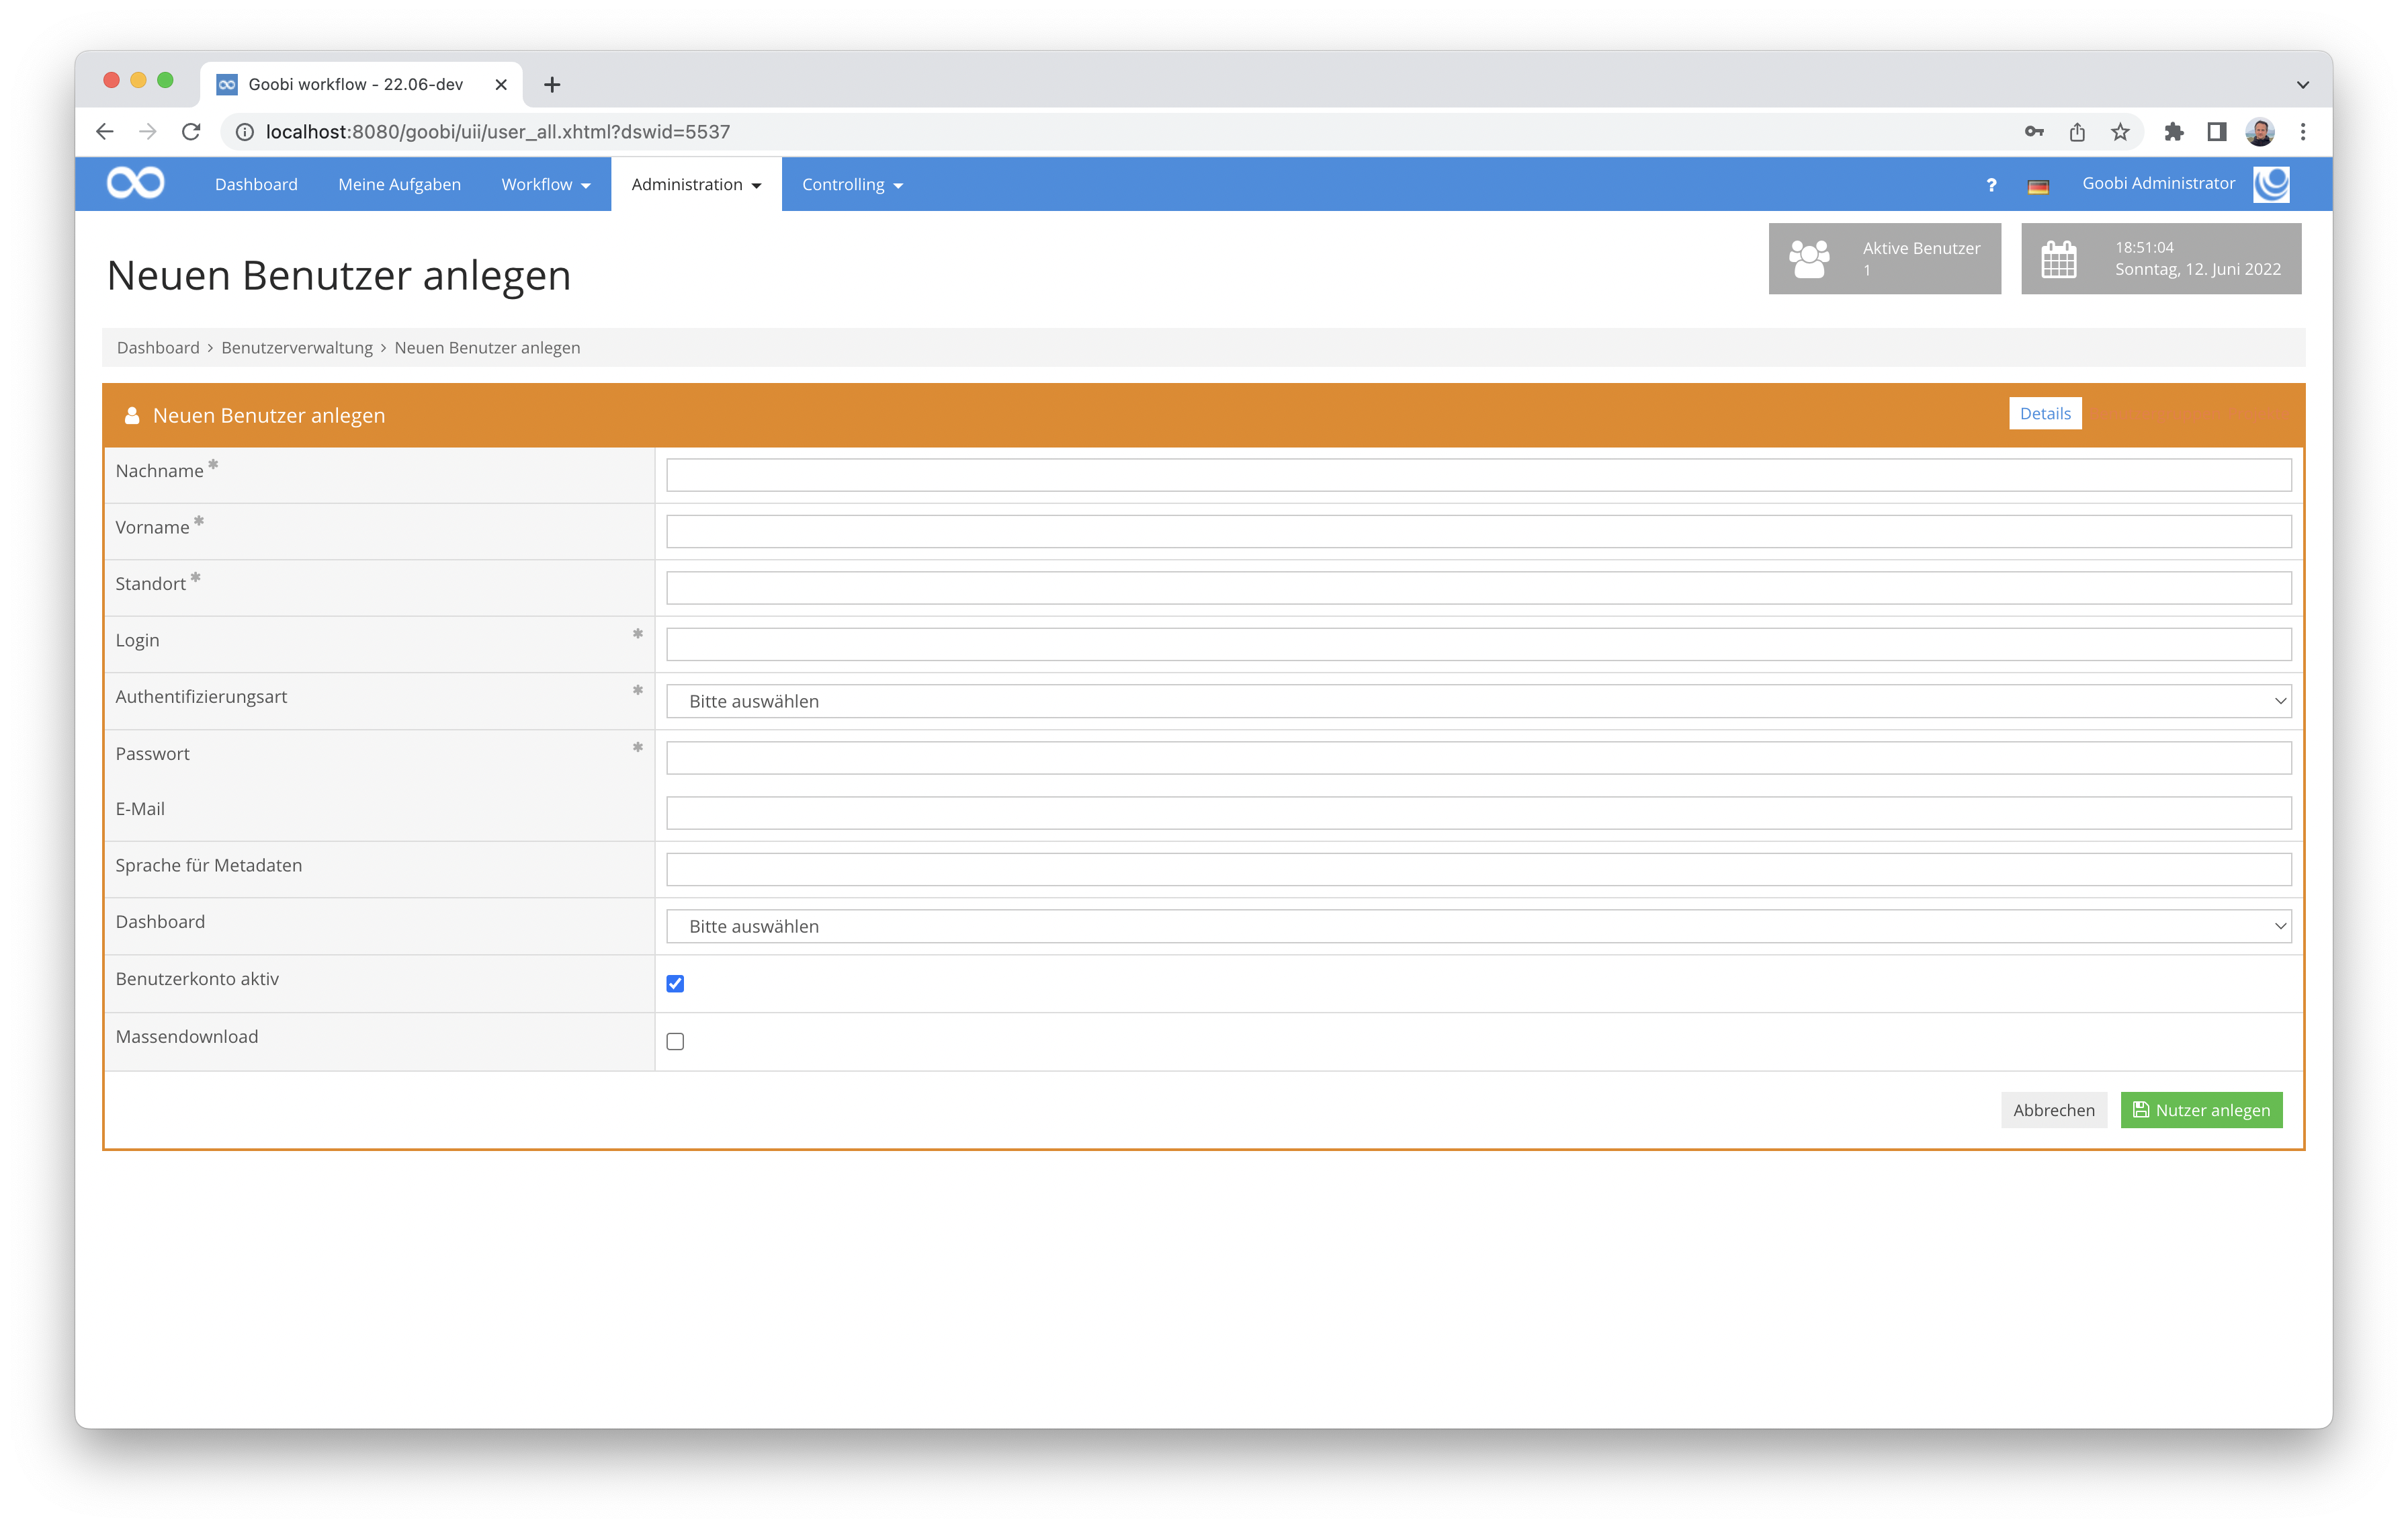 Goobi workflow - 22.06-dev
localhost:8080/goobi/uii/user_all.xhtml?dswid=5537
Dashboard Meine Aufgaben Workflow Administration Controlling ? Goobi Administrator
Neuen Benutzer anlegen
Aktive Benutzer
1
18:51:04
Sonntag, 12. Juni 2022
Dashboard > Benutzerverwaltung > Neuen Benutzer anlegen
Neuen Benutzer anlegen Details
Nachname *
Vorname *
Standort *
Login *
Authentifizierungsart * Bitte auswählen
Passwort *
E-Mail
Sprache für Metadaten
Dashboard Bitte auswählen
Benutzerkonto aktiv
Massendownload
Abbrechen Nutzer anlegen